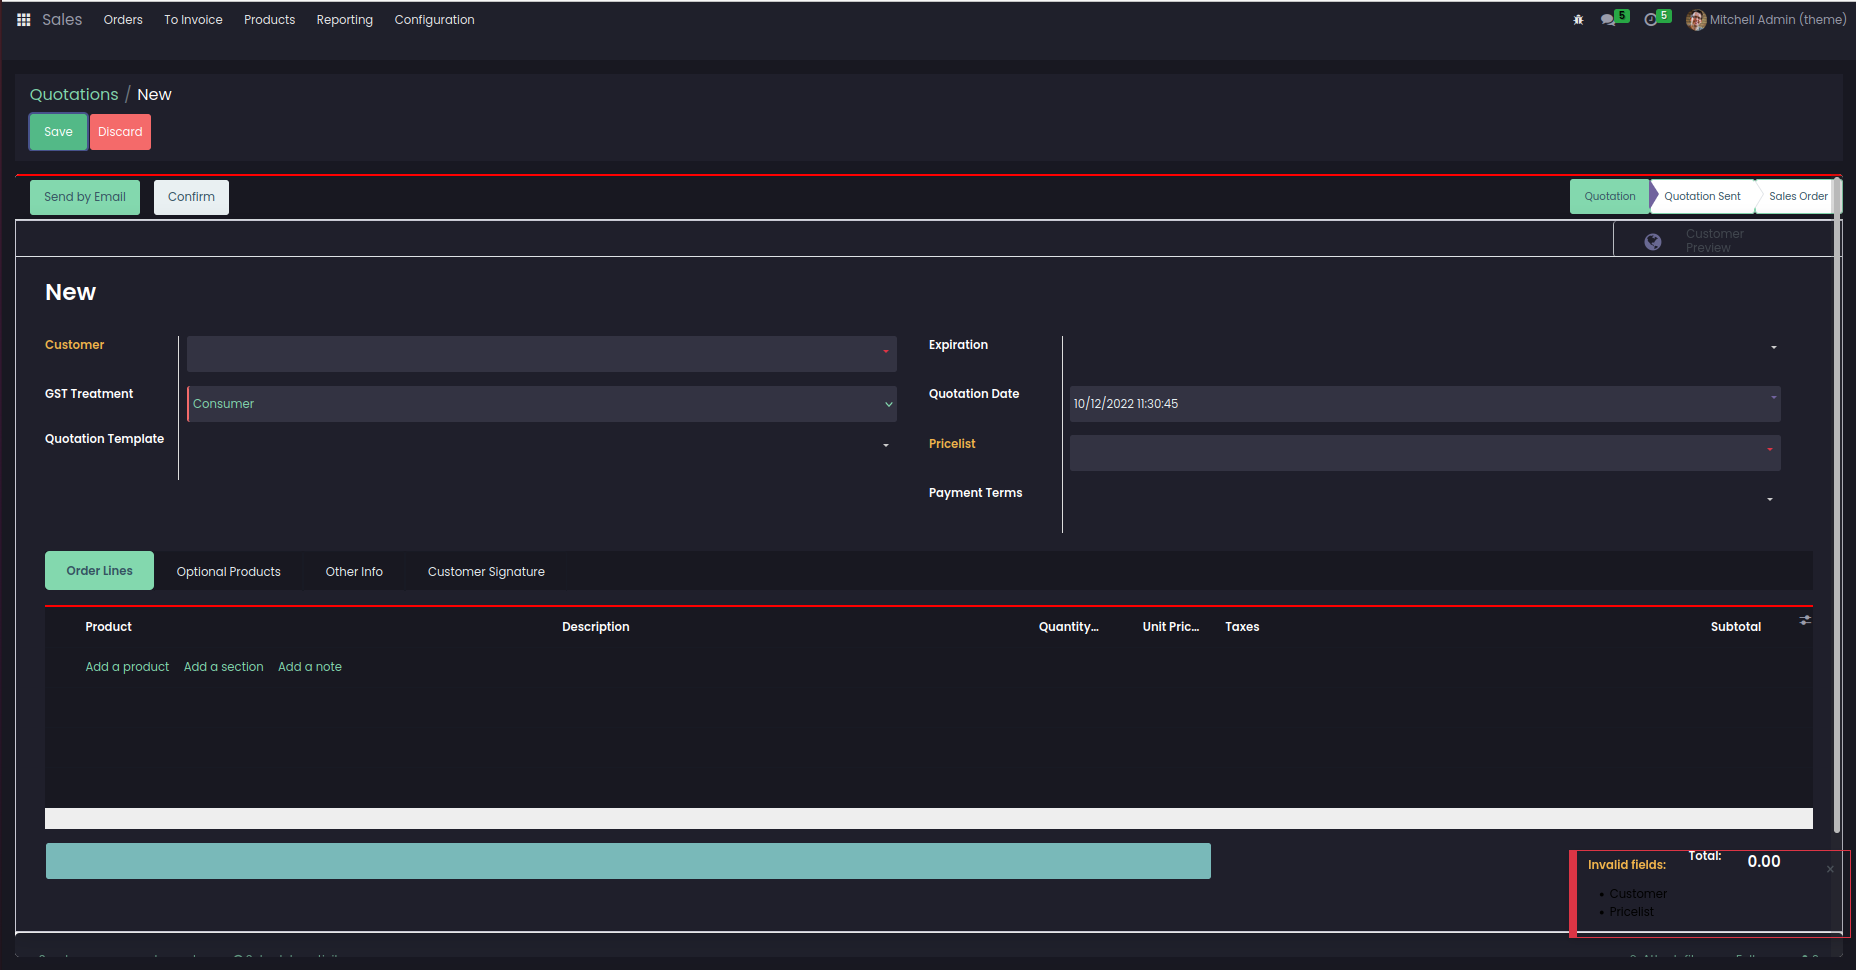 Sales Orders To Invoice Products Reporting Configuration 5 5 Mitchell Admin (theme)
Quotations / New
Save Discard
Send by Email Confirm Quotation Quotation Sent Sales Order
Customer
Preview
New
Customer Expiration
GST Treatment Consumer Quotation Date 10/12/2022 11:30:45
Quotation Template Pricelist
Payment Terms
Order Lines Optional Products Other Info Customer Signature
Product Description Quantity... Unit Pric... Taxes Subtotal
Add a product Add a section Add a note
Invalid fields: Total: 0.00 ×
• Customer
• Pricelist